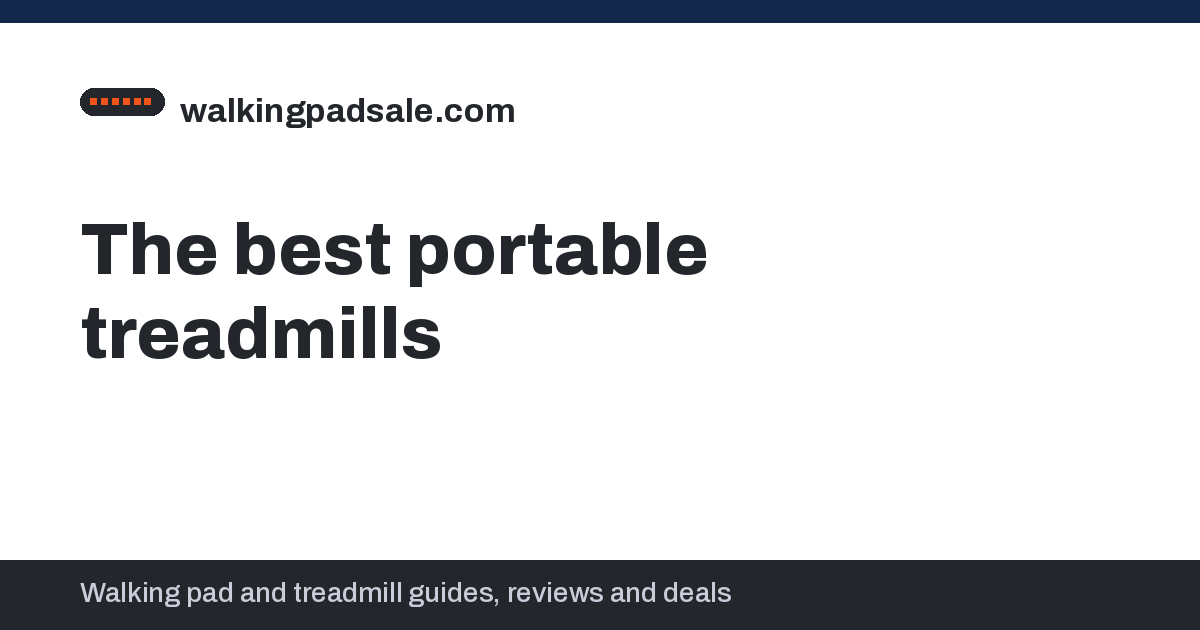 walkingpadsale.com
The best portable
treadmills
Walking pad and treadmill guides, reviews and deals